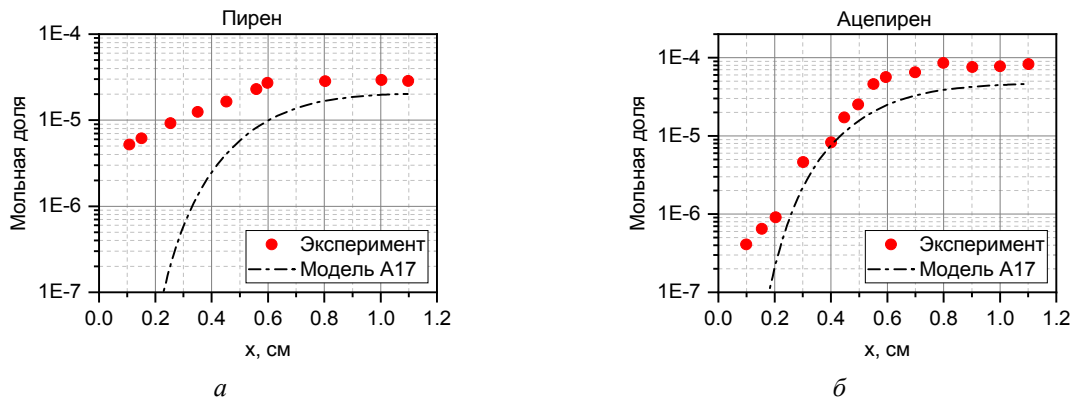 Пирен
1E-4
1E-5
1E-6
1E-7
Мольная доля
Эксперимент
Модель А17
0.0 0.2 0.4 0.6 0.8 1.0 1.2
x, см
а
Ацепирен
1E-4
1E-5
1E-6
1E-7
Мольная доля
Эксперимент
Модель А17
0.0 0.2 0.4 0.6 0.8 1.0 1.2
x, см
б